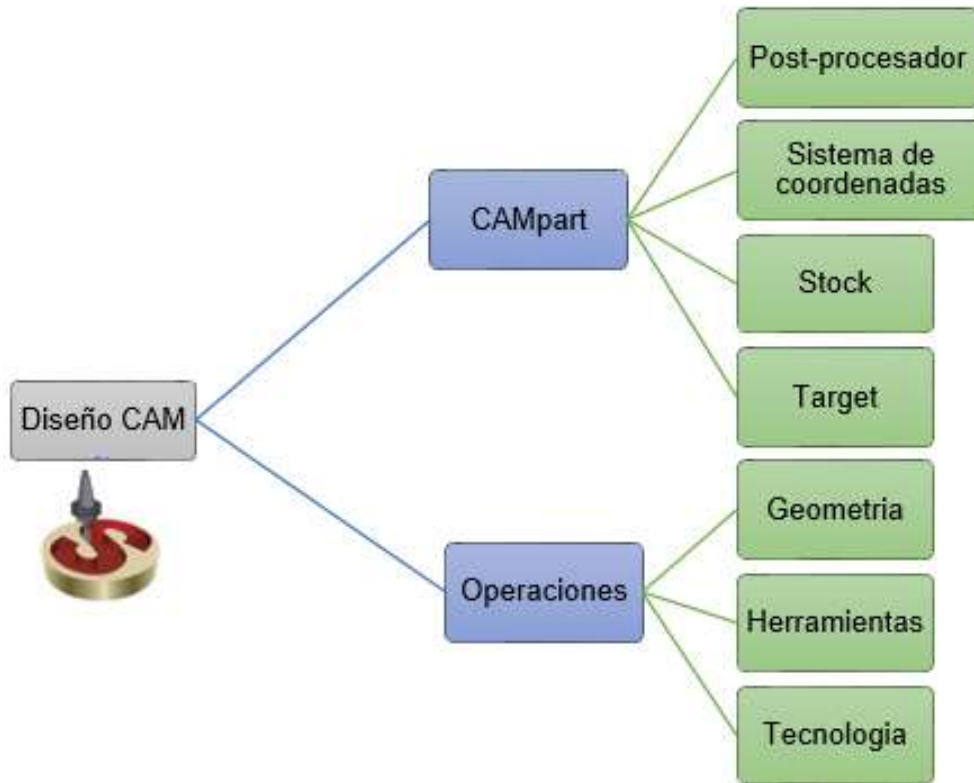 Post-procesador
Sistema de
coordenadas
CAMpart
Stock
Target
Diseño CAM
Geometria
Operaciones
Herramientas
Tecnologia